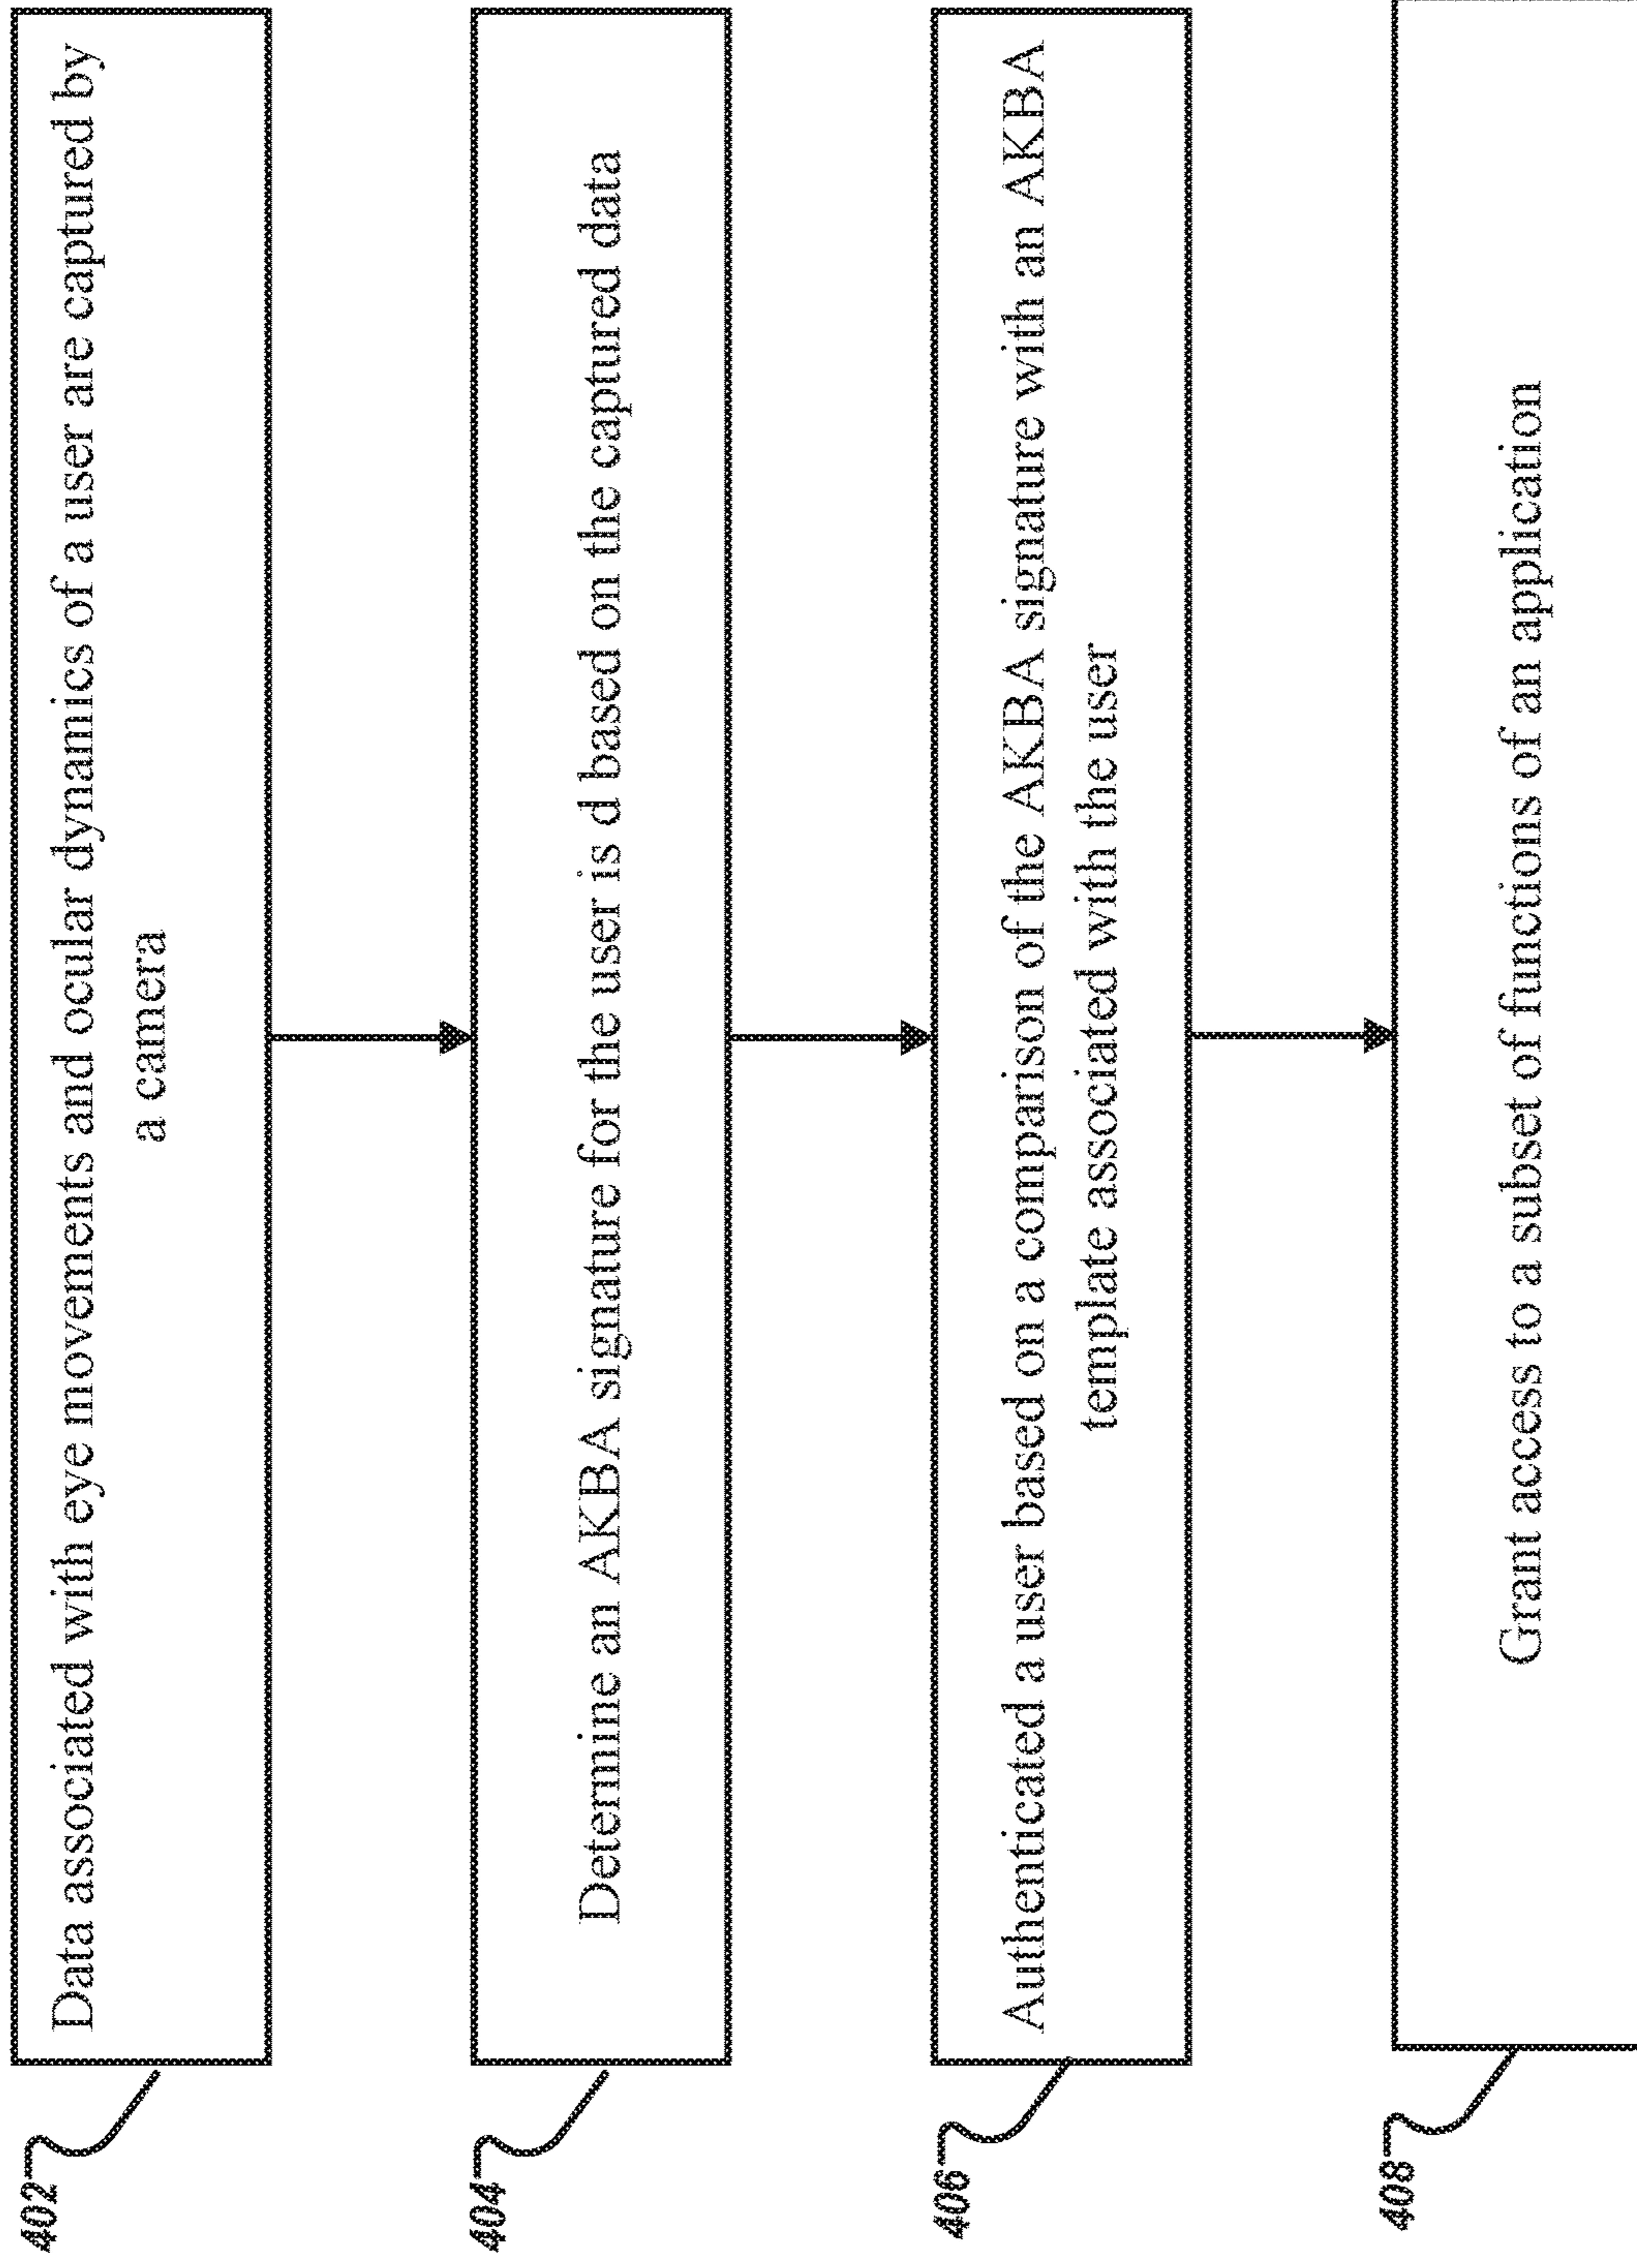 402
Data associated with eye movements and ocular dynamics of a user are captured by
a camera
404
Determine an AKBA signature for the user is d based on the captured data
406
Authenticated a user based on a comparison of the AKBA signature with an AKBA
template associated with the user
408
Grant access to a subset of functions of an application